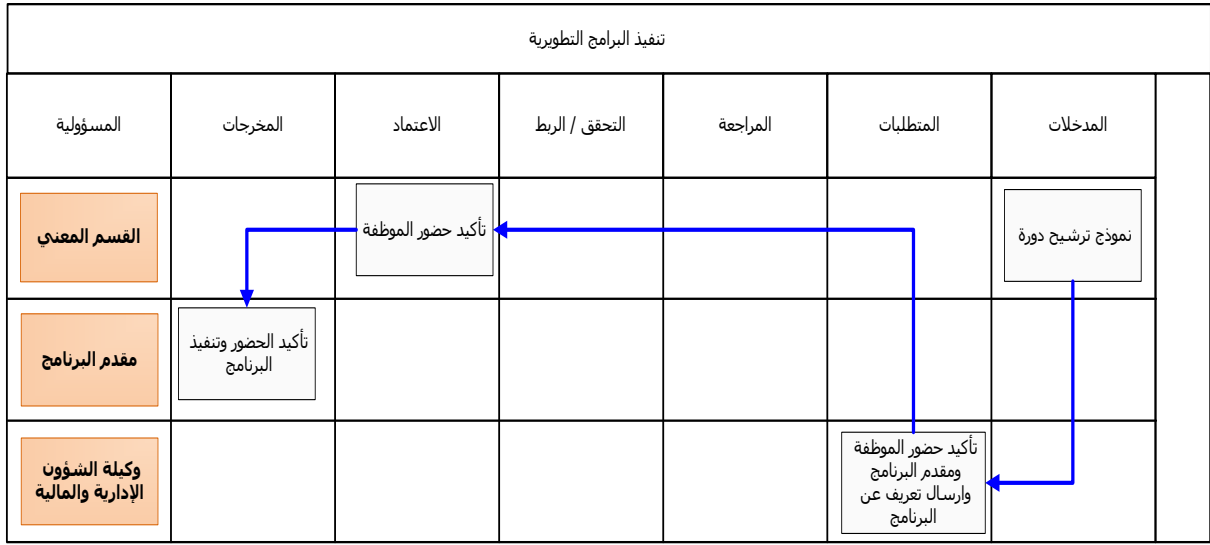 تنفيذ البرامج التطويرية
المدخلات
المتطلبات
المراجعة
التحقق / الربط
الاعتماد
المخرجات
المسؤولية
نموذج ترشيح دورة
تأكيد حضور الموظفة
القسم المعني
تأكيد الحضور وتنفيذ
البرنامج
مقدم البرنامج
تأكيد حضور الموظفة
ومقدم البرنامج
وارسال تعريف عن
البرنامج
وكيلة الشؤون
الإدارية والمالية